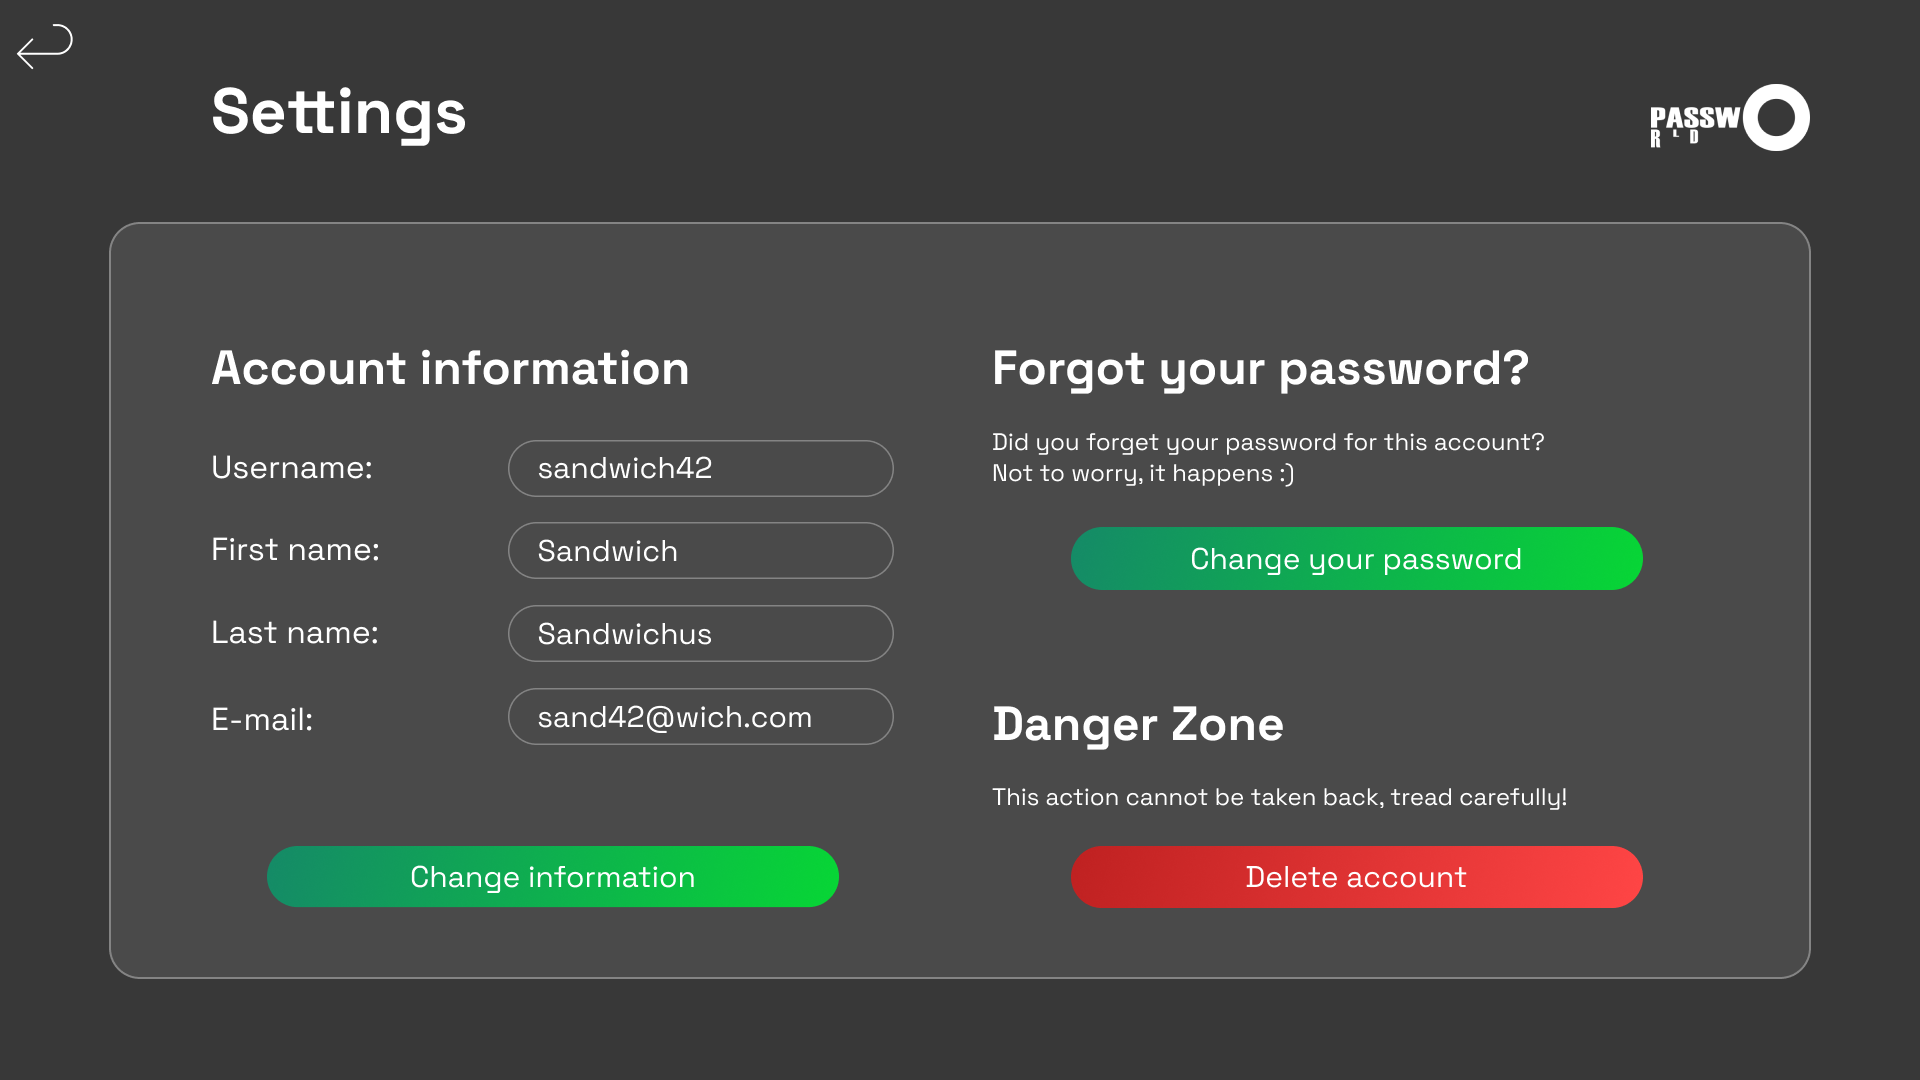 Settings
PASSWO
RLD
Account information
Username:
sandwich42
First name:
Sandwich
Last name:
Sandwichus
E-mail:
sand42@wich.com
Change information
Forgot your password?
Did you forget your password for this account?
Not to worry, it happens :)
Change your password
Danger Zone
This action cannot be taken back, tread carefully!
Delete account